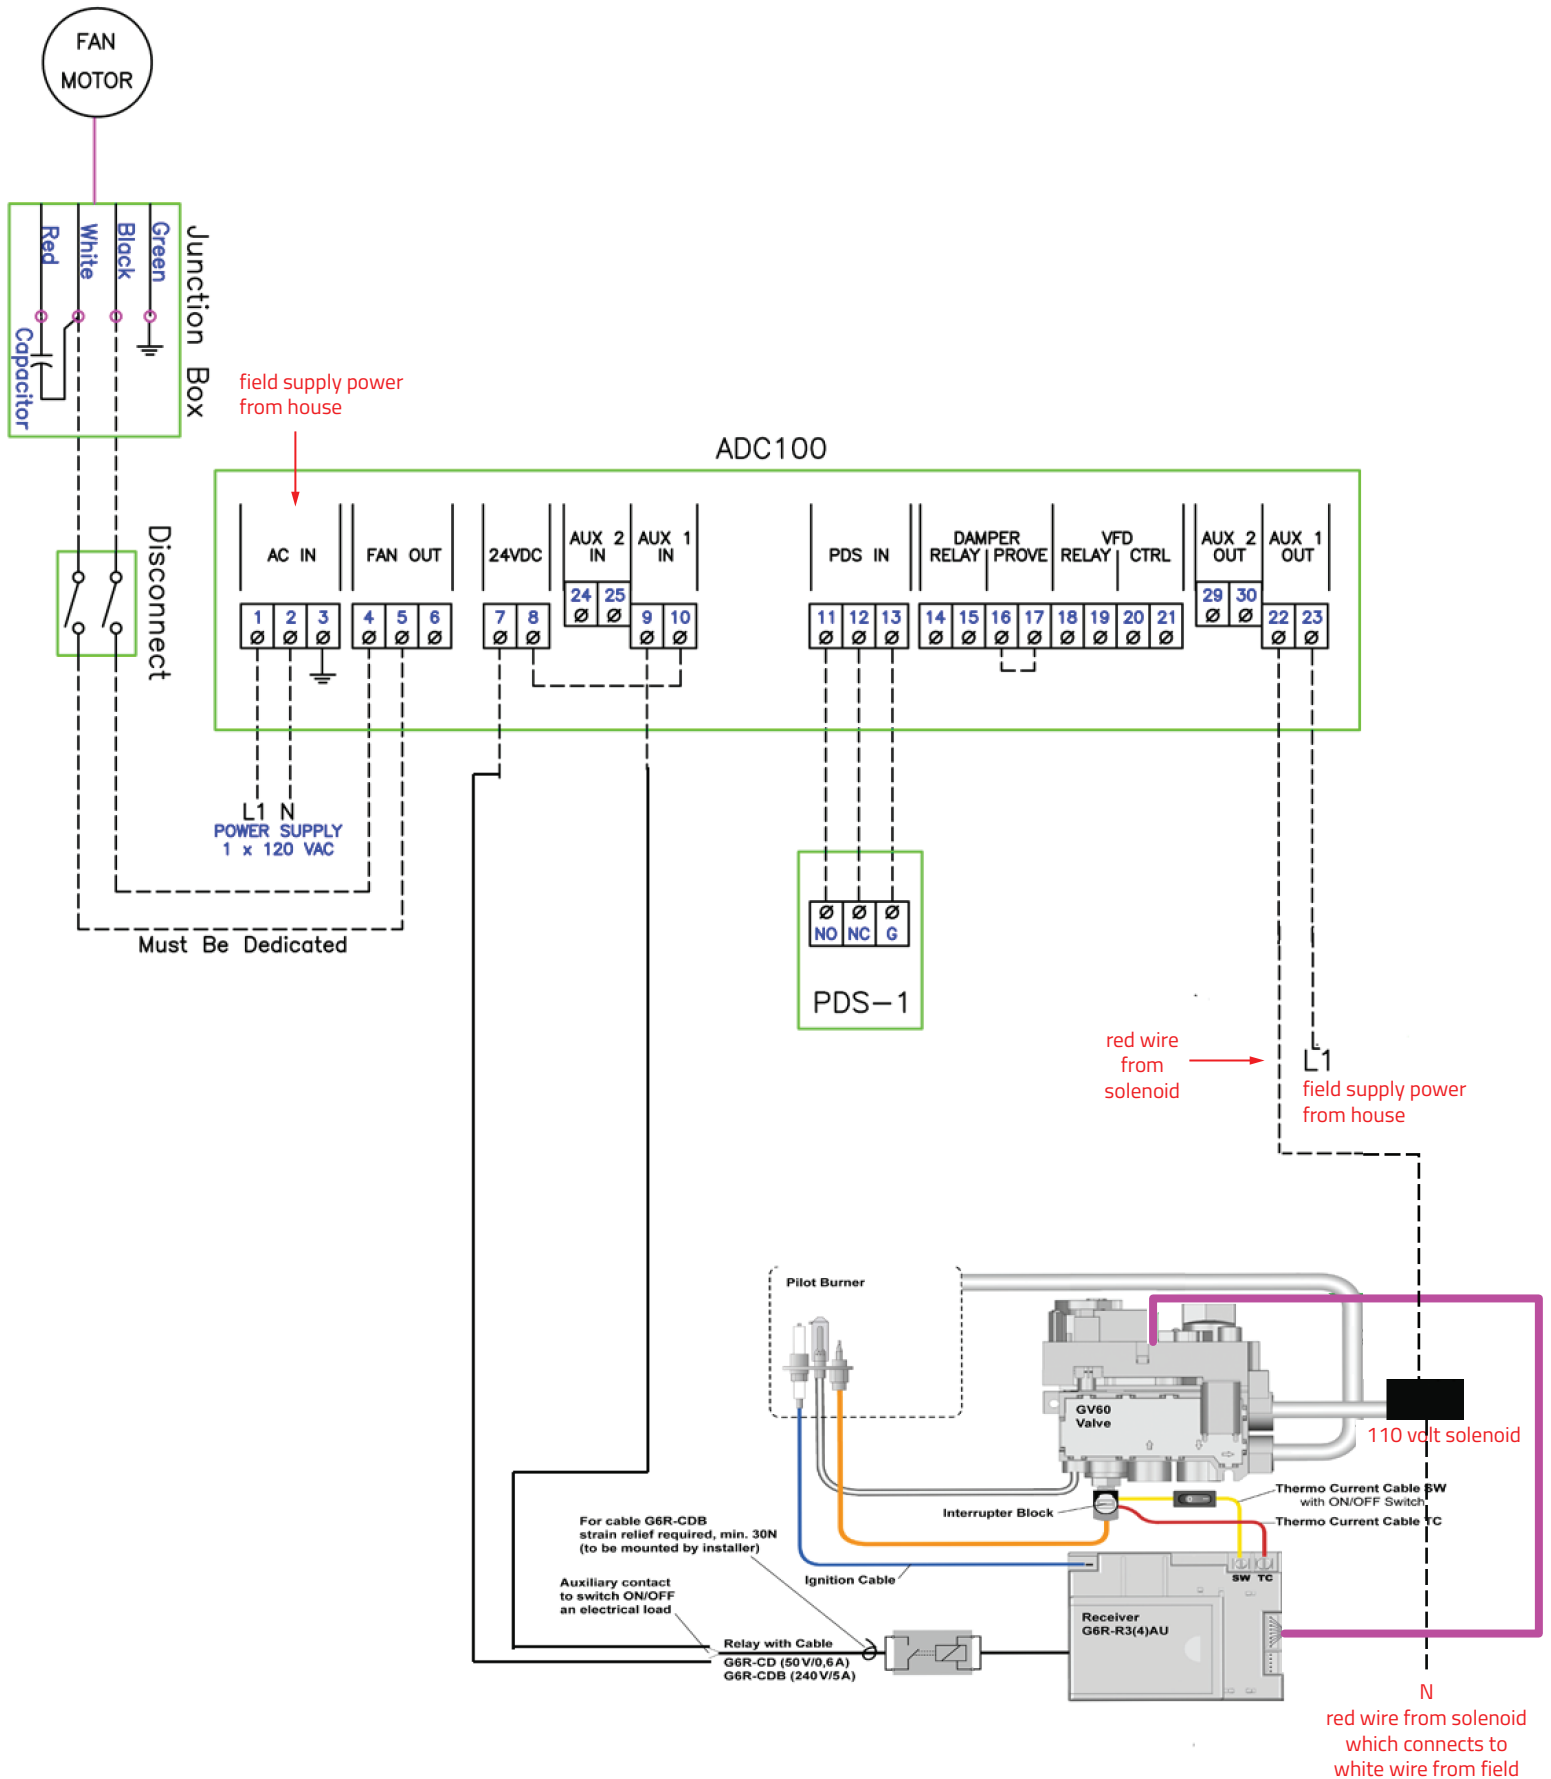 FAN
MOTOR
Red
White
Black
Green
Junction Box
Capacitor
field supply power
from house
ADC100
Disconnect
AC IN
FAN OUT
24VDC
AUX 2
IN
AUX 1
IN
PDS IN
DAMPER
RELAY
PROVE
VFD
RELAY
CTRL
AUX 2
OUT
AUX 1
OUT
24 25
29 30
1 2 3
4 5 6
7 8
9 10
11 12 13
14 15 16 17 18 19 20 21
22 23
L1 N
POWER SUPPLY
1 x 120 VAC
Must Be Dedicated
NO NC G
PDS-1
red wire
from
solenoid
L1
field supply power
from house
Pilot Burner
GV60
Valve
110 volt solenoid
Thermo Current Cable SW
with ON/OFF Switch
Interrupter Block
Thermo Current Cable TC
For cable G6R-CDB
strain relief required, min. 30N
(to be mounted by installer)
Ignition Cable
SW TC
Auxiliary contact
to switch ON/OFF
an electrical load
Receiver
G6R-R3(4)AU
Relay with Cable
G6R-CD (50V/0,6A)
G6R-CDB (240V/5A)
N
red wire from solenoid
which connects to
white wire from field